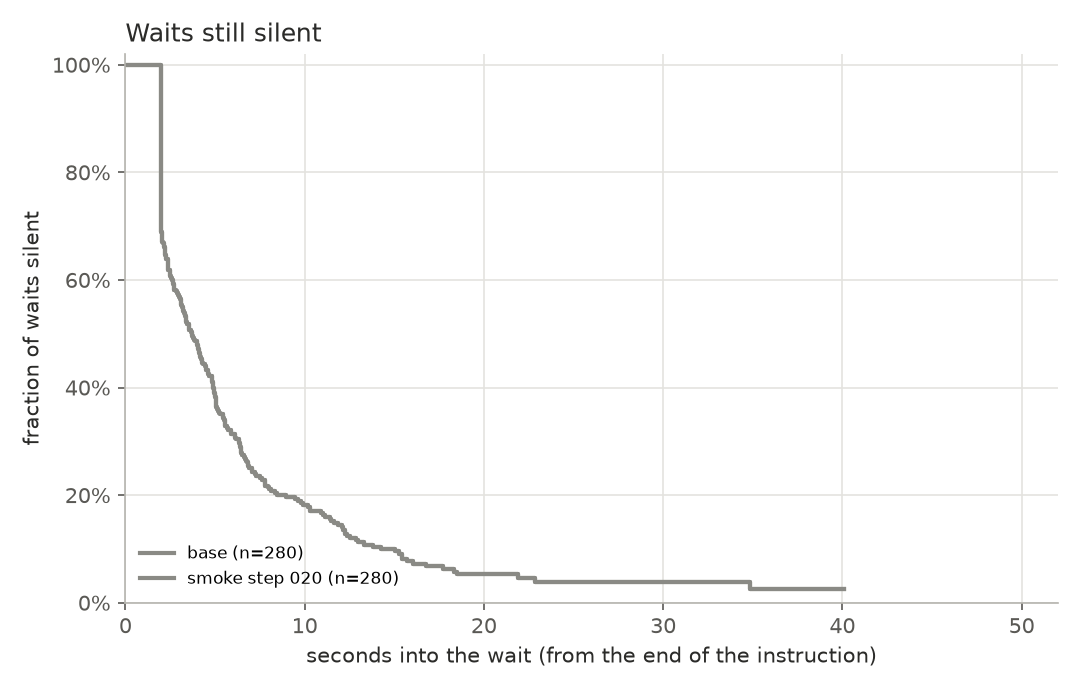 Waits still silent
100%
80%
60%
40%
20%
0%
fraction of waits silent
base (n=280)
smoke step 020 (n=280)
0 10 20 30 40 50
seconds into the wait (from the end of the instruction)